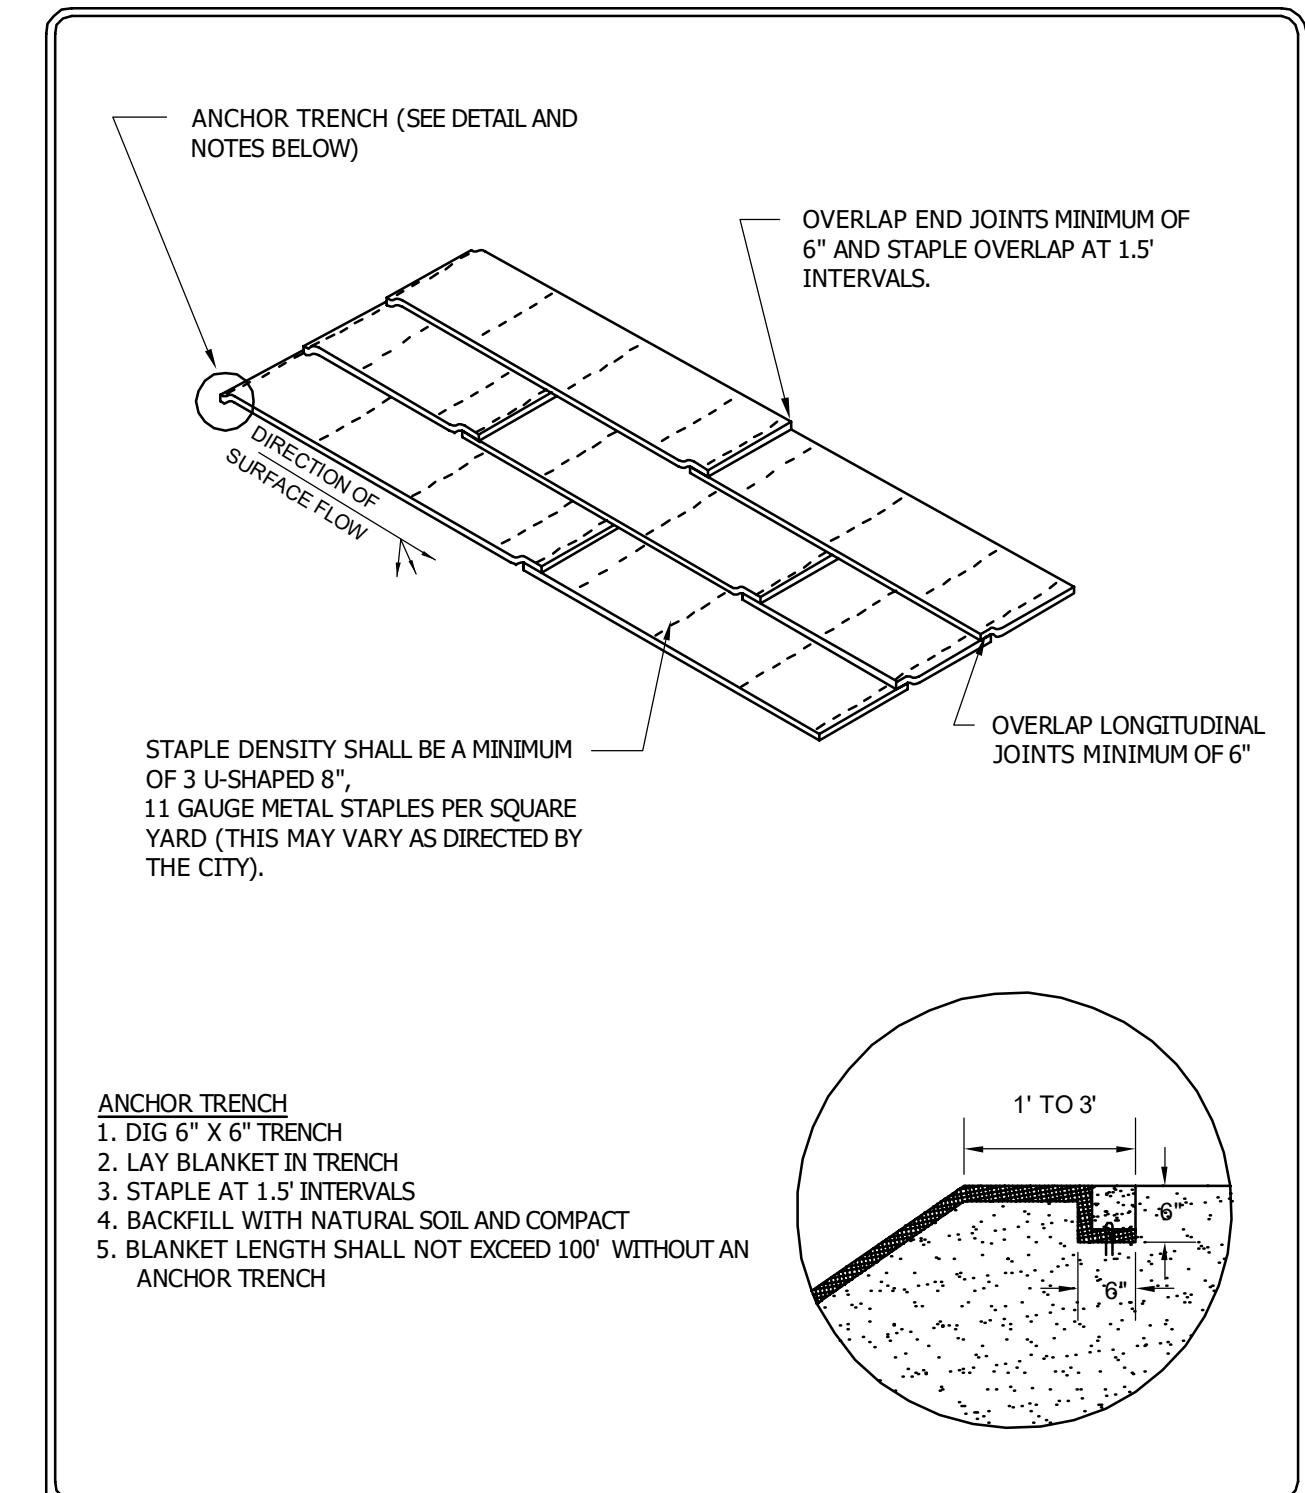 ANCHOR TRENCH (SEE DETAIL AND
NOTES BELOW)
OVERLAP END JOINTS MINIMUM OF
6" AND STAPLE OVERLAP AT 1.5'
INTERVALS.
DIRECTION OF
SURFACE FLOW
OVERLAP LONGITUDINAL
JOINTS MINIMUM OF 6"
STAPLE DENSITY SHALL BE A MINIMUM
OF 3 U-SHAPED 8",
11 GAUGE METAL STAPLES PER SQUARE
YARD (THIS MAY VARY AS DIRECTED BY
THE CITY).
ANCHOR TRENCH
1. DIG 6" X 6" TRENCH
2. LAY BLANKET IN TRENCH
3. STAPLE AT 1.5' INTERVALS
4. BACKFILL WITH NATURAL SOIL AND COMPACT
5. BLANKET LENGTH SHALL NOT EXCEED 100' WITHOUT AN
ANCHOR TRENCH
1' TO 3'
6"
6"